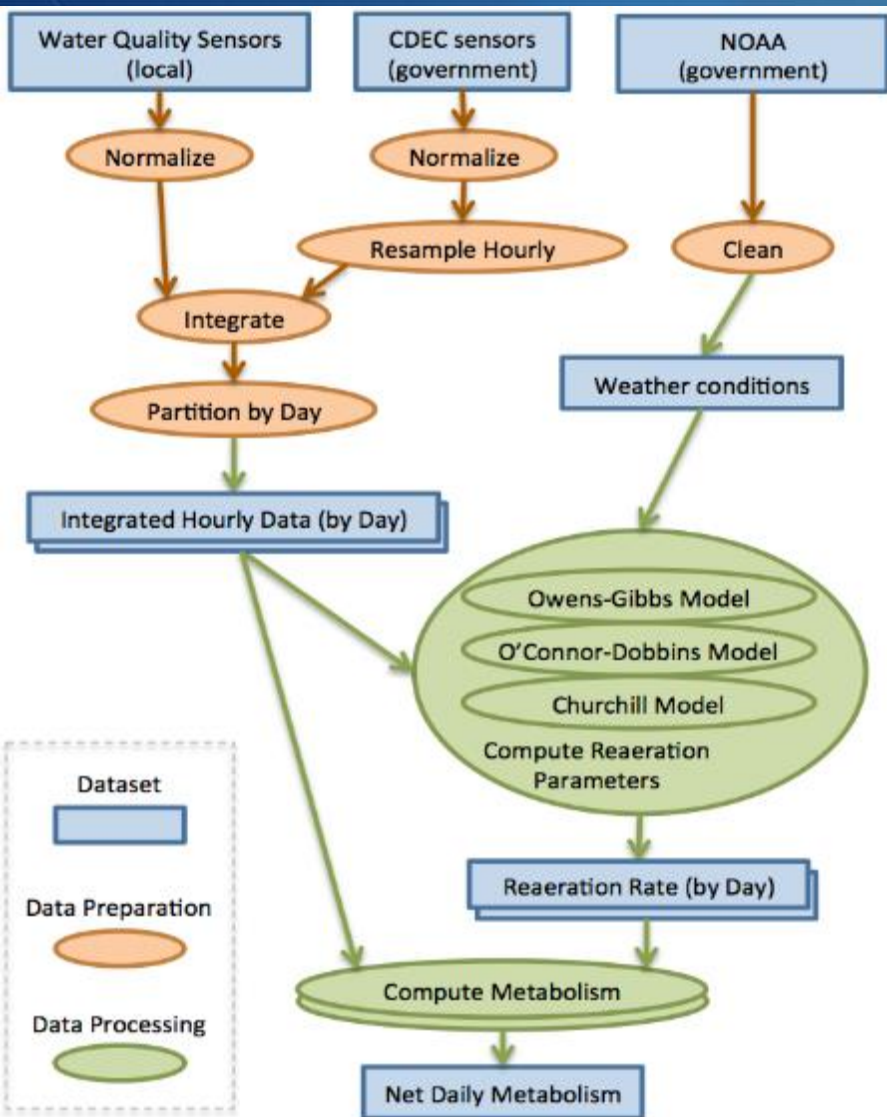 Water Quality Sensors
(local)
CDEC sensors
(government)
NOAA
(government)
Normalize
Normalize
Resample Hourly
Clean
Integrate
Weather conditions
Partition by Day
Integrated Hourly Data (by Day)
Owens-Gibbs Model
O'Connor-Dobbins Model
Churchill Model
Compute Reaeration
Parameters
Dataset
Data Preparation
Data Processing
Reaeration Rate (by Day)
Compute Metabolism
Net Daily Metabolism